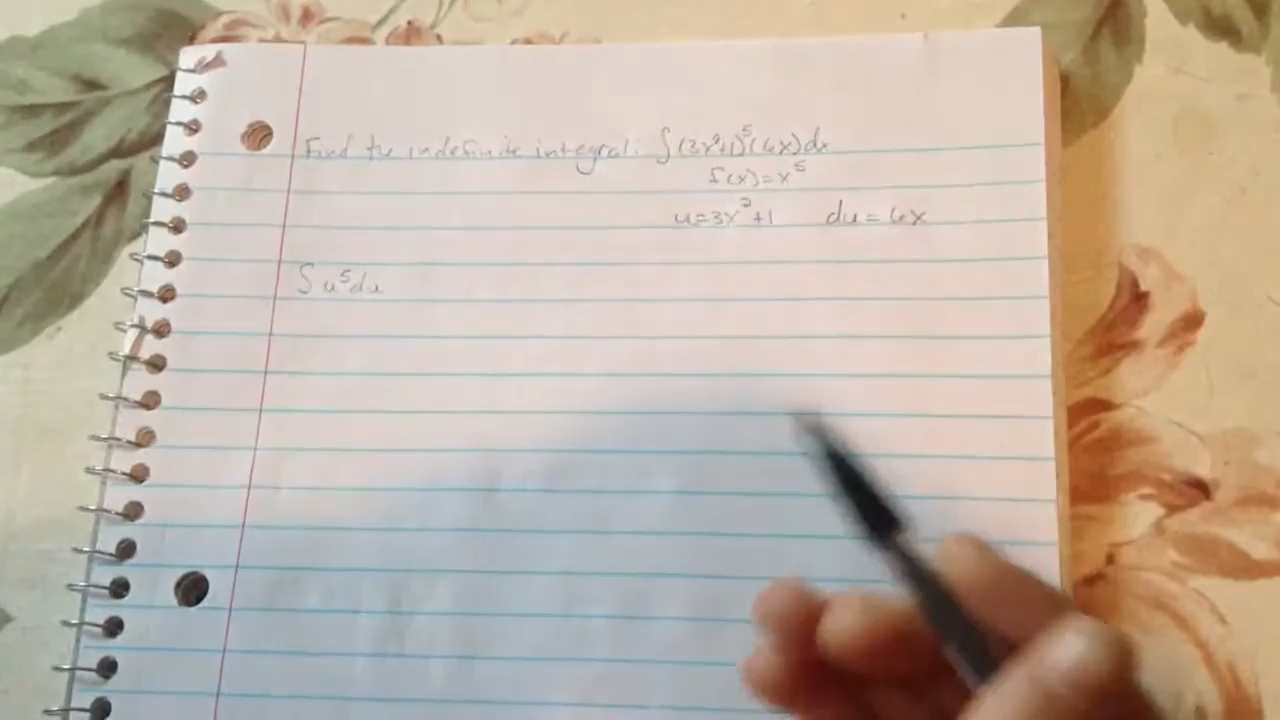 Find the indefinite integral: ∫(3x²+1)⁵(6x)dx
f(x)=x⁵
u=3x²+1 du=6x
∫u⁵du